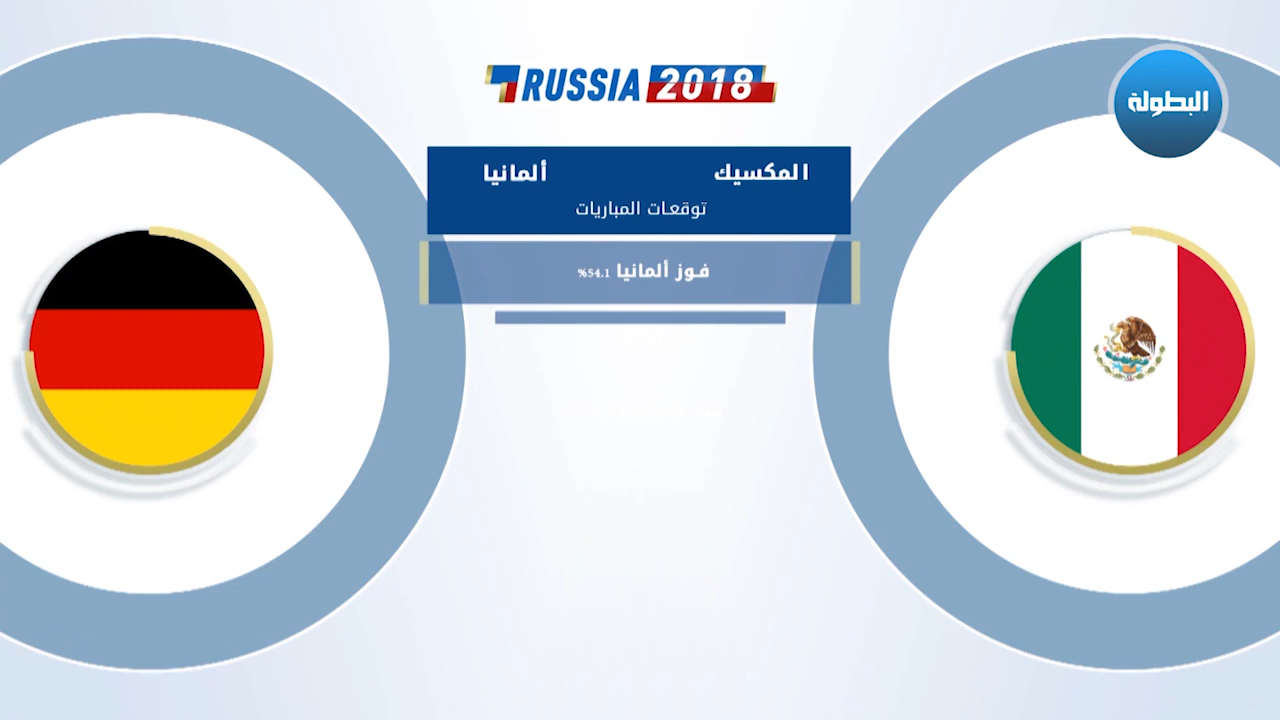 RUSSIA 2018
البطولة
المكسيك ألمانيا
توقعات المباريات
فوز ألمانيا 54.1%